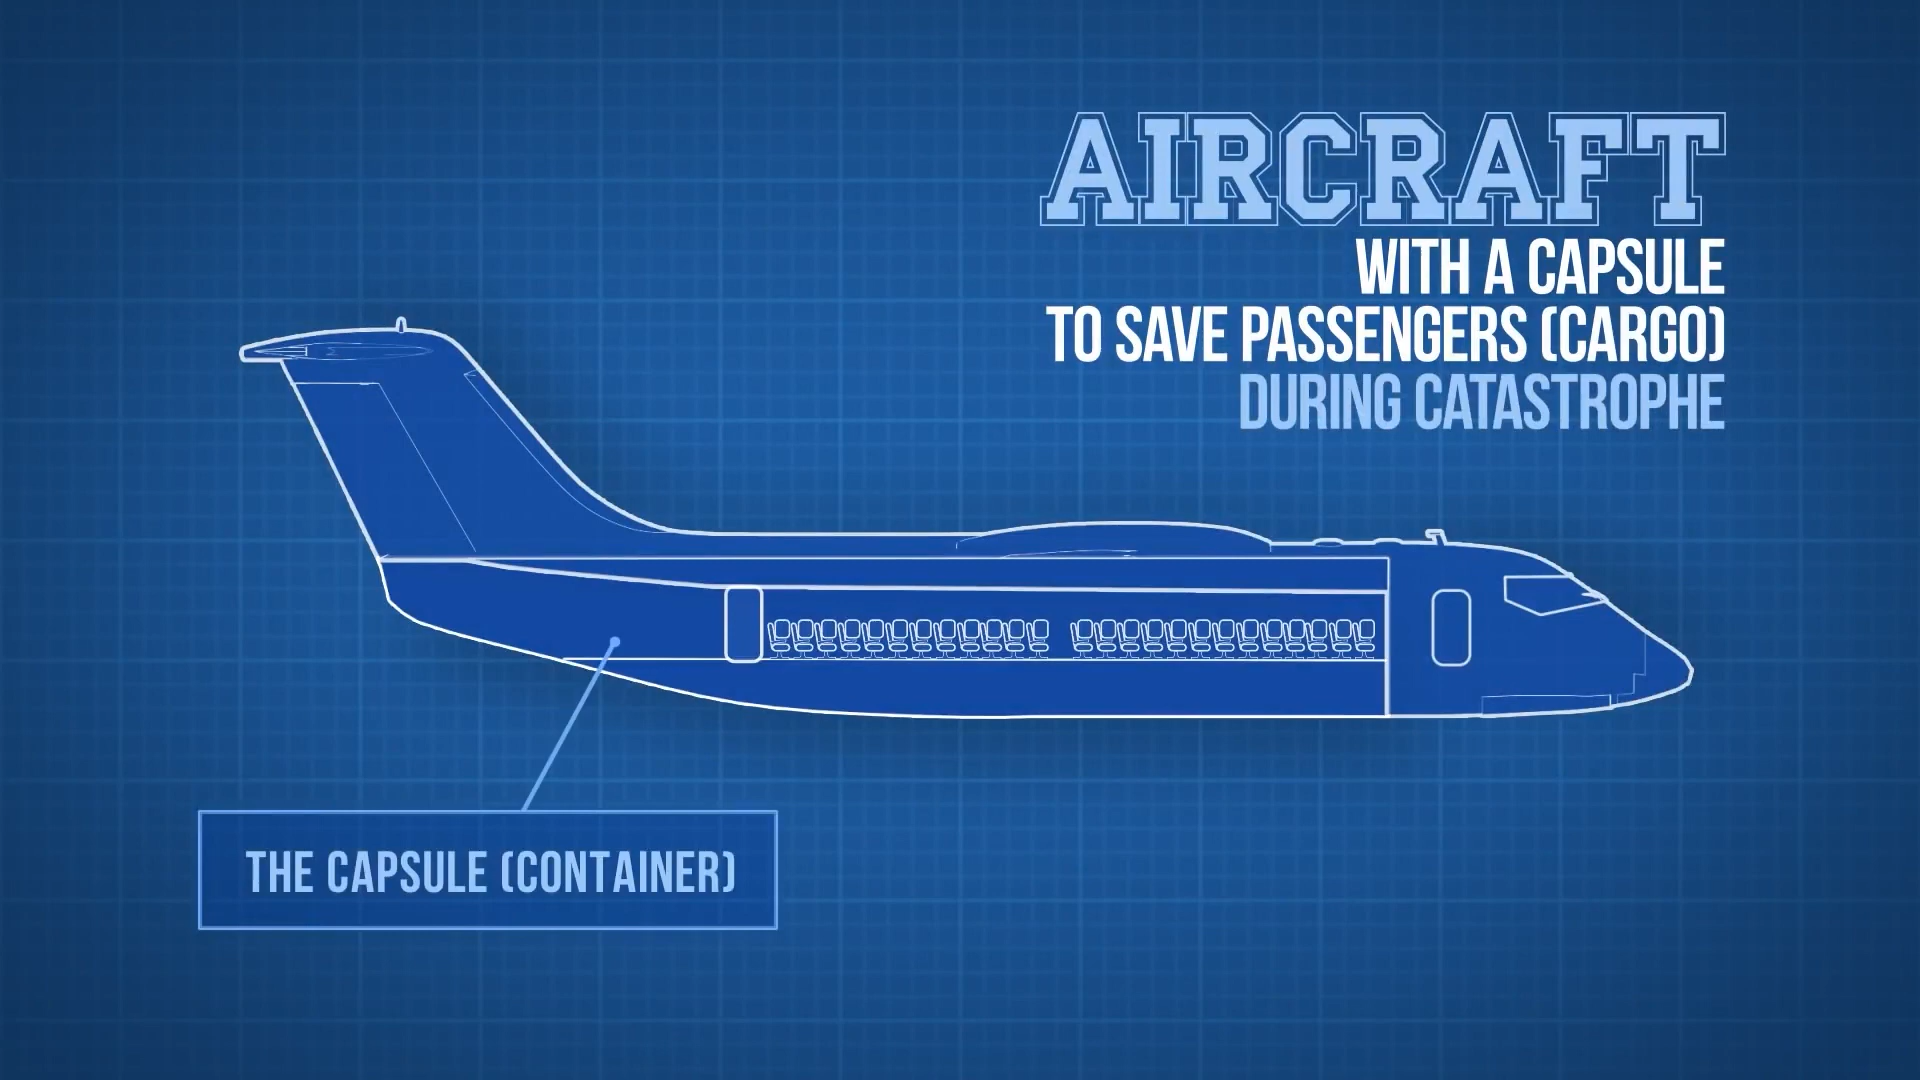 AIRCRAFT
WITH A CAPSULE
TO SAVE PASSENGERS (CARGO)
DURING CATASTROPHE
THE CAPSULE (CONTAINER)